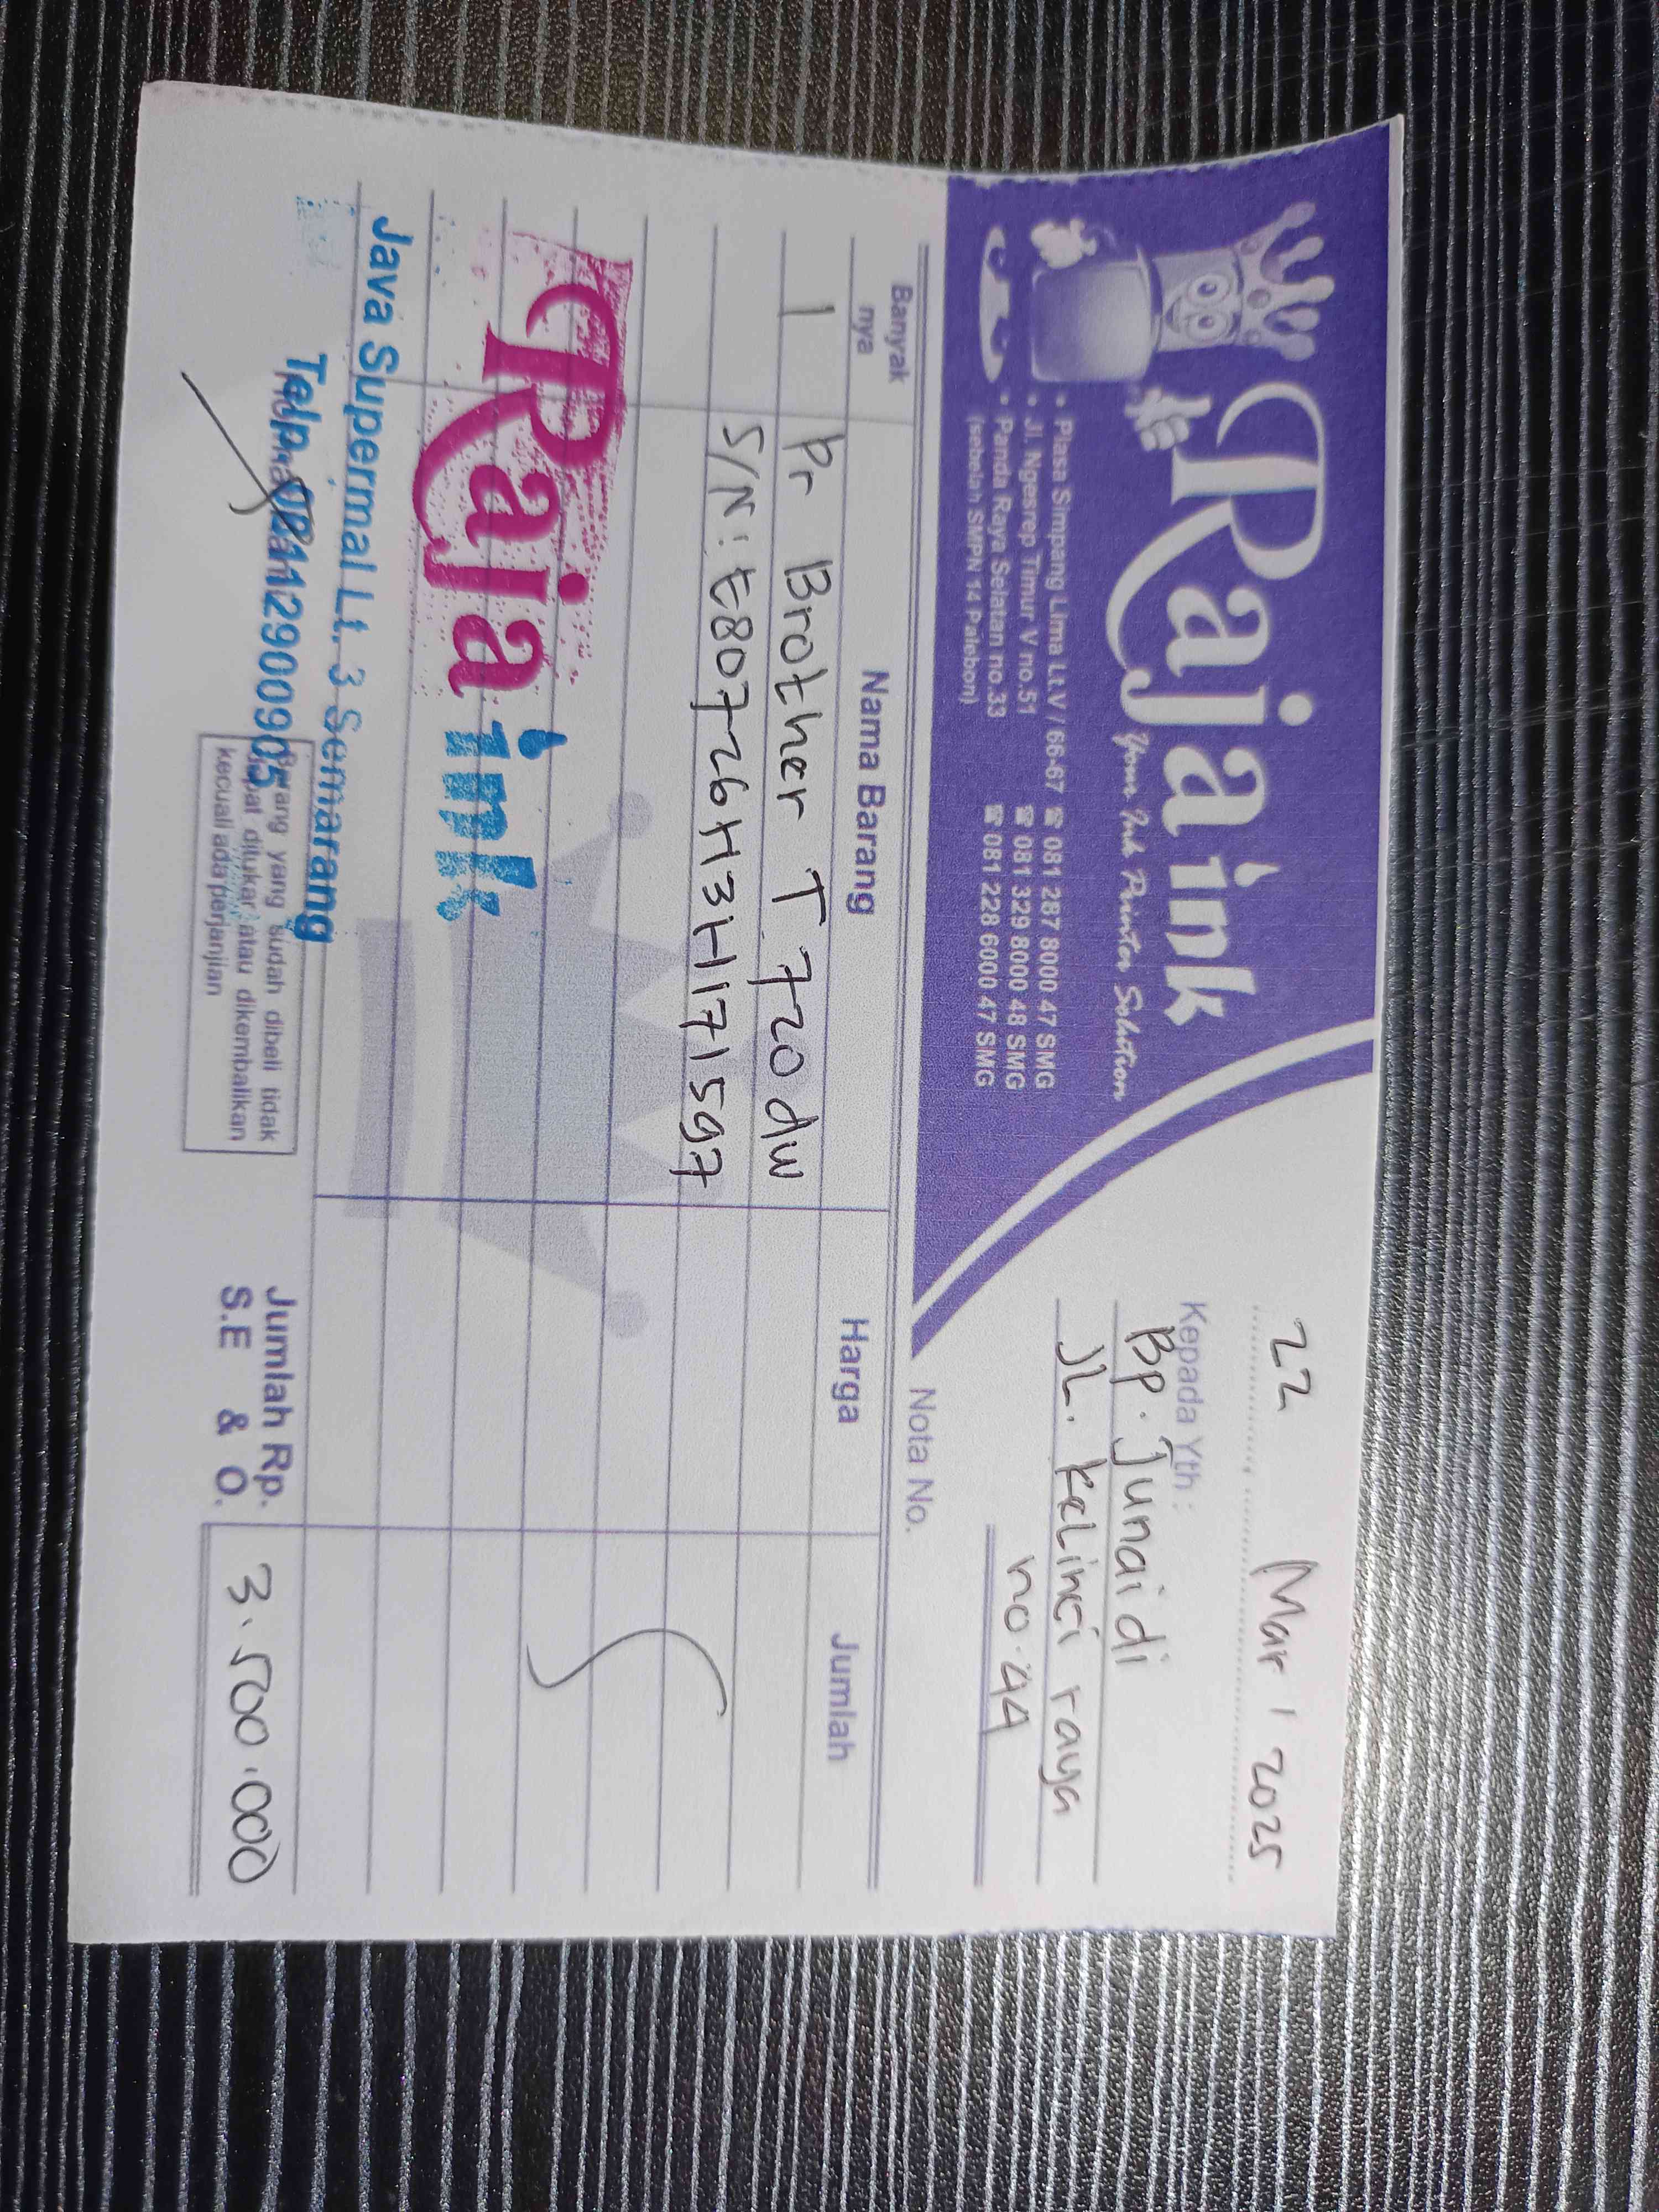 Raja ink
Your Ink Printer Solution
• Plasa Simpang Lima Lt.V / 66-67 ☎ 081 287 8000 47 SMG
• Jl. Ngesrep Timur V no.51 ☎ 081 329 8000 48 SMG
• Panda Raya Selatan no.33 ☎ 081 228 6000 47 SMG
(sebelah SMPN 14 Palebon)
22 Mar / 2025
Kepada Yth :
Bp. Junaidi
JL. Kelinci raya
no.44
Nota No.
Banyak nya Nama Barang Harga Jumlah
1 Pr Brother T 720 dw
S/N: E80726H3H171597
Raja ink
Java Supermal Lt. 3 Semarang
Telp. 08129000905
Barang yang sudah dibeli tidak
dapat ditukar atau dikembalikan
kecuali ada perjanjian
Jumlah Rp. 3.500.000
S.E & O.